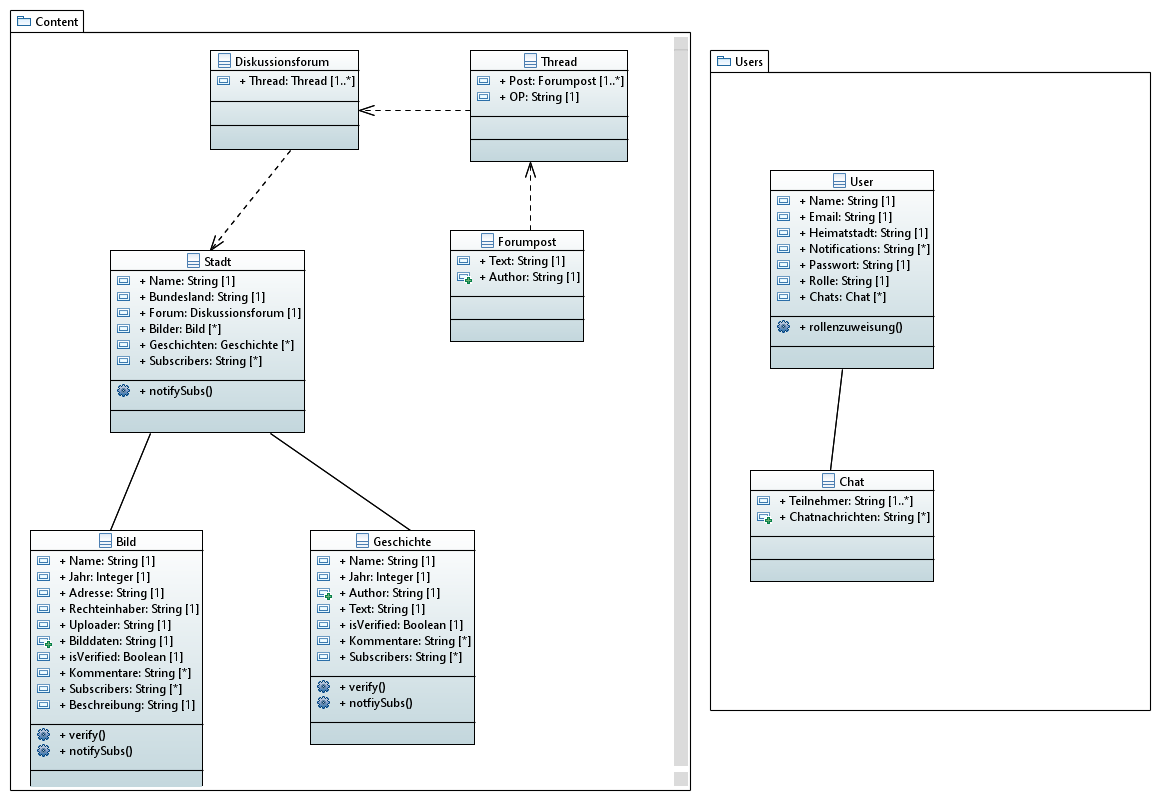 Content
Diskussionsforum
+ Thread: Thread [1..*]
Thread
+ Post: Forumpost [1..*]
+ OP: String [1]
Forumpost
+ Text: String [1]
+ Author: String [1]
Stadt
+ Name: String [1]
+ Bundesland: String [1]
+ Forum: Diskussionsforum [1]
+ Bilder: Bild [*]
+ Geschichten: Geschichte [*]
+ Subscribers: String [*]
+ notifySubs()
Bild
+ Name: String [1]
+ Jahr: Integer [1]
+ Adresse: String [1]
+ Rechteinhaber: String [1]
+ Uploader: String [1]
+ Bilddaten: String [1]
+ isVerified: Boolean [1]
+ Kommentare: String [*]
+ Subscribers: String [*]
+ Beschreibung: String [1]
+ verify()
+ notifySubs()
Geschichte
+ Name: String [1]
+ Jahr: Integer [1]
+ Author: String [1]
+ Text: String [1]
+ isVerified: Boolean [1]
+ Kommentare: String [*]
+ Subscribers: String [*]
+ verify()
+ notfiySubs()
Users
User
+ Name: String [1]
+ Email: String [1]
+ Heimatstadt: String [1]
+ Notifications: String [*]
+ Passwort: String [1]
+ Rolle: String [1]
+ Chats: Chat [*]
+ rollenzuweisung()
Chat
+ Teilnehmer: String [1..*]
+ Chatnachrichten: String [*]